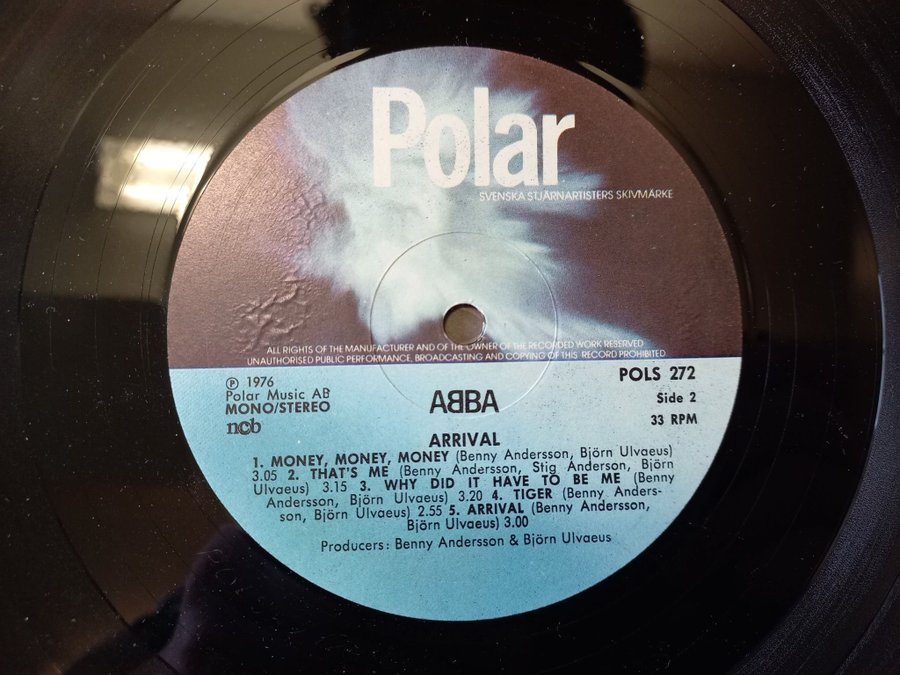 Polar
SVENSKA STJÄRNARTISTERS SKIVMÄRKE
ALL RIGHTS OF THE MANUFACTURER AND OF THE OWNER OF THE RECORDED WORK RESERVED
UNAUTHORISED PUBLIC PERFORMANCE, BROADCASTING AND COPYING OF THIS RECORD PROHIBITED
℗ 1976
Polar Music AB
MONO/STEREO
ncb
POLS 272
Side 2
33 RPM
ABBA
ARRIVAL
1. MONEY, MONEY, MONEY (Benny Andersson, Björn Ulvaeus)
3.05 2. THAT'S ME (Benny Andersson, Stig Anderson, Björn
Ulvaeus) 3.15 3. WHY DID IT HAVE TO BE ME (Benny
Andersson, Björn Ulvaeus) 3.20 4. TIGER (Benny Anders-
son, Björn Ulvaeus) 2.55 5. ARRIVAL (Benny Andersson,
Björn Ulvaeus) 3.00
Producers: Benny Andersson & Björn Ulvaeus